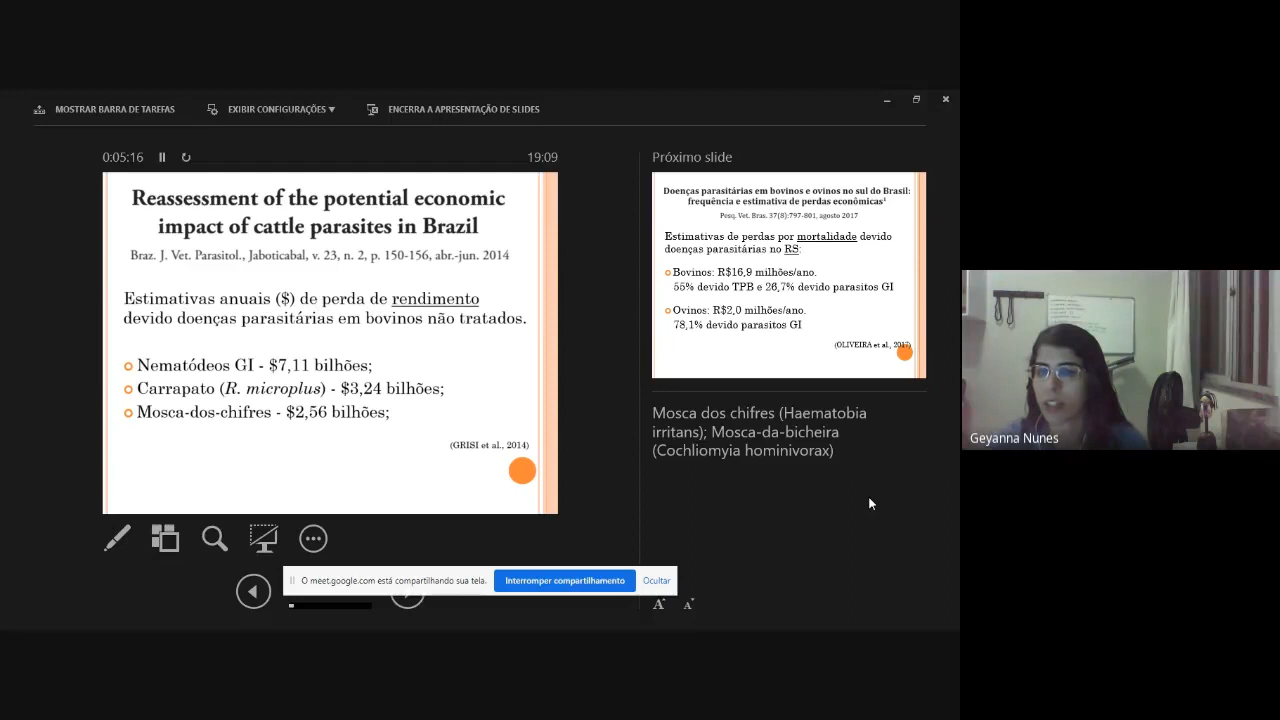 MOSTRAR BARRA DE TAREFAS
EXIBIR CONFIGURAÇÕES ▼
ENCERRA A APRESENTAÇÃO DE SLIDES
0:05:16
19:09
Reassessment of the potential economic
impact of cattle parasites in Brazil
Braz. J. Vet. Parasitol., Jaboticabal, v. 23, n. 2, p. 150-156, abr.-jun. 2014
Estimativas anuais ($) de perda de rendimento
devido doenças parasitárias em bovinos não tratados.
Nematódeos GI - $7,11 bilhões;
Carrapato (R. microplus) - $3,24 bilhões;
Mosca-dos-chifres - $2,56 bilhões;
(GRISI et al., 2014)
Próximo slide
Doenças parasitárias em bovinos e ovinos no sul do Brasil:
frequência e estimativa de perdas econômicas¹
Pesq. Vet. Bras. 37(8):797-801, agosto 2017
Estimativas de perdas por mortalidade devido
doenças parasitárias no RS:
Bovinos: R$16,9 milhões/ano.
55% devido TPB e 26,7% devido parasitos GI
Ovinos: R$2,0 milhões/ano.
78,1% devido parasitos GI
(OLIVEIRA et al., 2017)
Mosca dos chifres (Haematobia
irritans); Mosca-da-bicheira
(Cochliomyia hominivorax)
O meet.google.com está compartilhando sua tela.
Interromper compartilhamento
Ocultar
A A
Geyanna Nunes